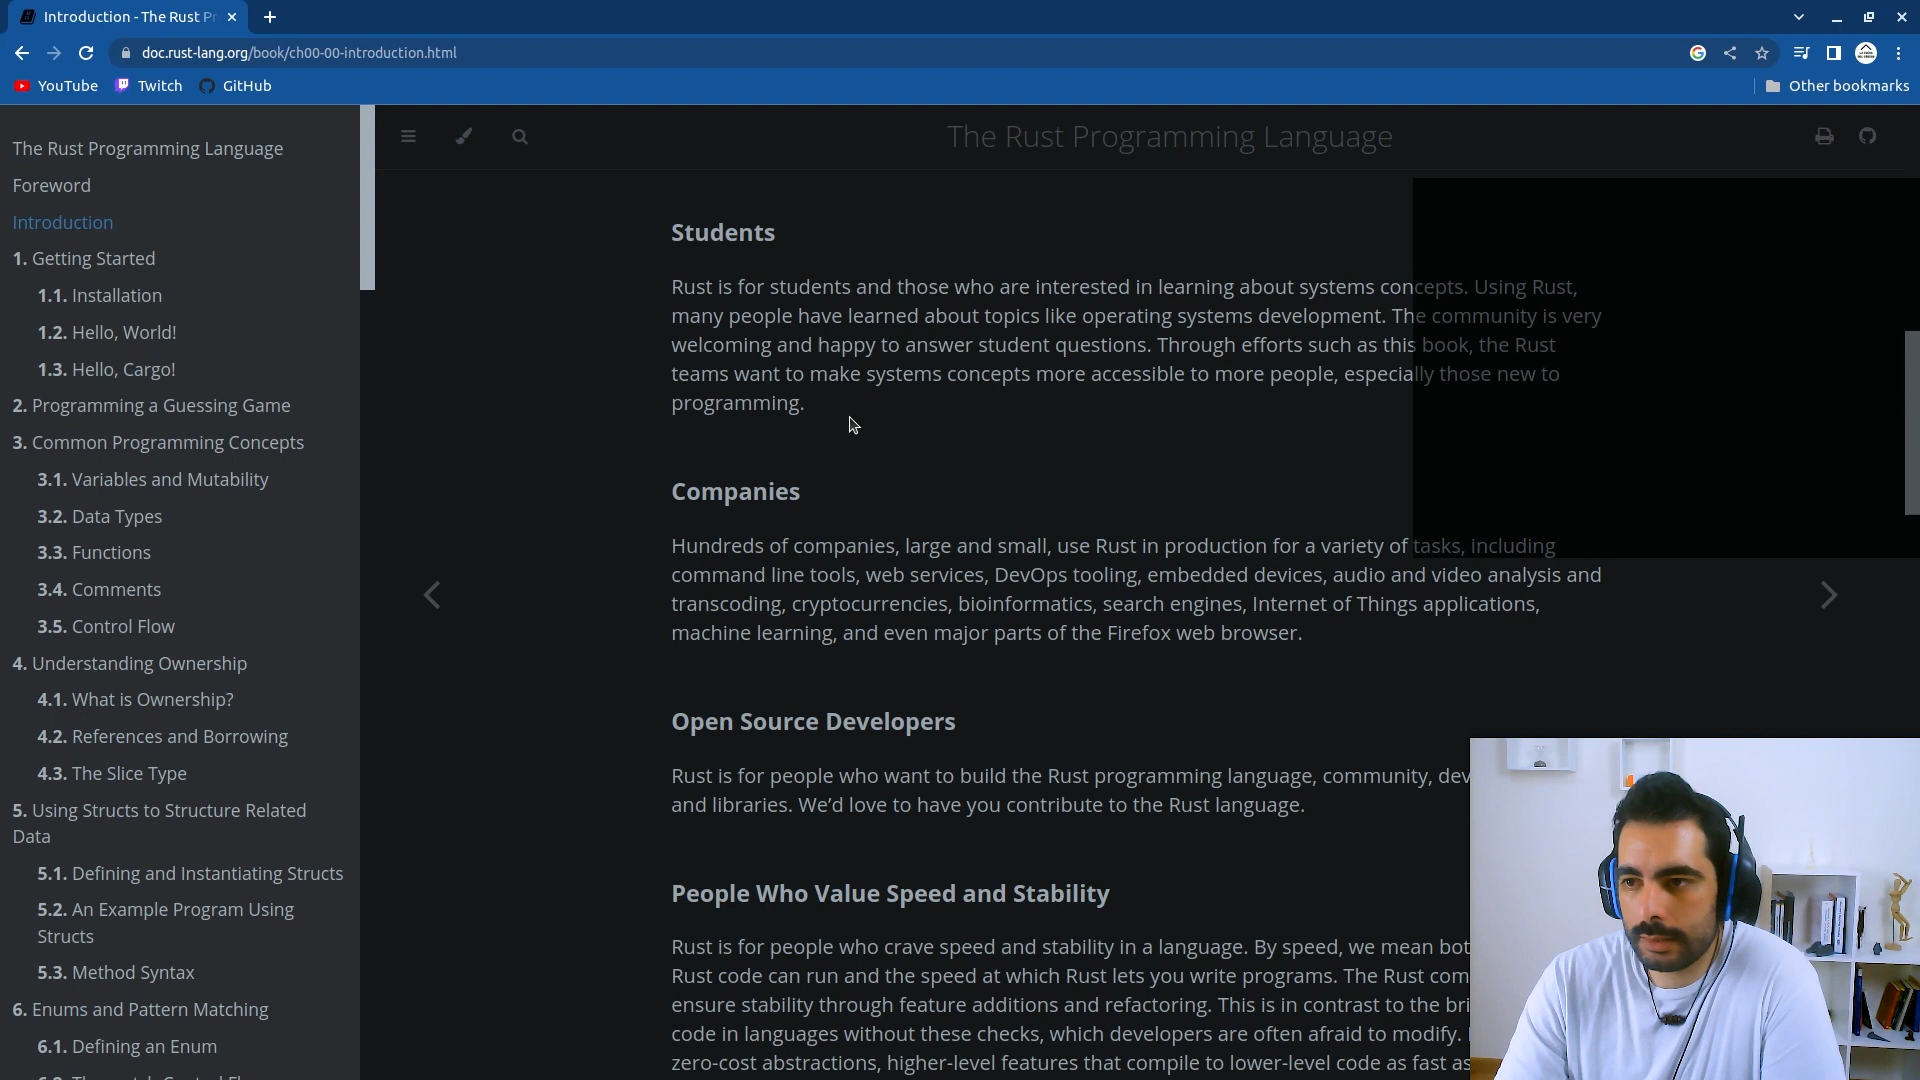 Introduction - The Rust Pr
doc.rust-lang.org/book/ch00-00-introduction.html
YouTube
Twitch
GitHub
Other bookmarks
The Rust Programming Language
Foreword
Introduction
1. Getting Started
1.1. Installation
1.2. Hello, World!
1.3. Hello, Cargo!
2. Programming a Guessing Game
3. Common Programming Concepts
3.1. Variables and Mutability
3.2. Data Types
3.3. Functions
3.4. Comments
3.5. Control Flow
4. Understanding Ownership
4.1. What is Ownership?
4.2. References and Borrowing
4.3. The Slice Type
5. Using Structs to Structure Related
Data
5.1. Defining and Instantiating Structs
5.2. An Example Program Using
Structs
5.3. Method Syntax
6. Enums and Pattern Matching
6.1. Defining an Enum
The Rust Programming Language
Students
Rust is for students and those who are interested in learning about systems concepts. Using Rust,
many people have learned about topics like operating systems development. The community is very
welcoming and happy to answer student questions. Through efforts such as this book, the Rust
teams want to make systems concepts more accessible to more people, especially those new to
programming.
Companies
Hundreds of companies, large and small, use Rust in production for a variety of tasks, including
command line tools, web services, DevOps tooling, embedded devices, audio and video analysis and
transcoding, cryptocurrencies, bioinformatics, search engines, Internet of Things applications,
machine learning, and even major parts of the Firefox web browser.
Open Source Developers
Rust is for people who want to build the Rust programming language, community, dev
and libraries. We’d love to have you contribute to the Rust language.
People Who Value Speed and Stability
Rust is for people who crave speed and stability in a language. By speed, we mean bot
Rust code can run and the speed at which Rust lets you write programs. The Rust com
ensure stability through feature additions and refactoring. This is in contrast to the bri
code in languages without these checks, which developers are often afraid to modify.
zero-cost abstractions, higher-level features that compile to lower-level code as fast as